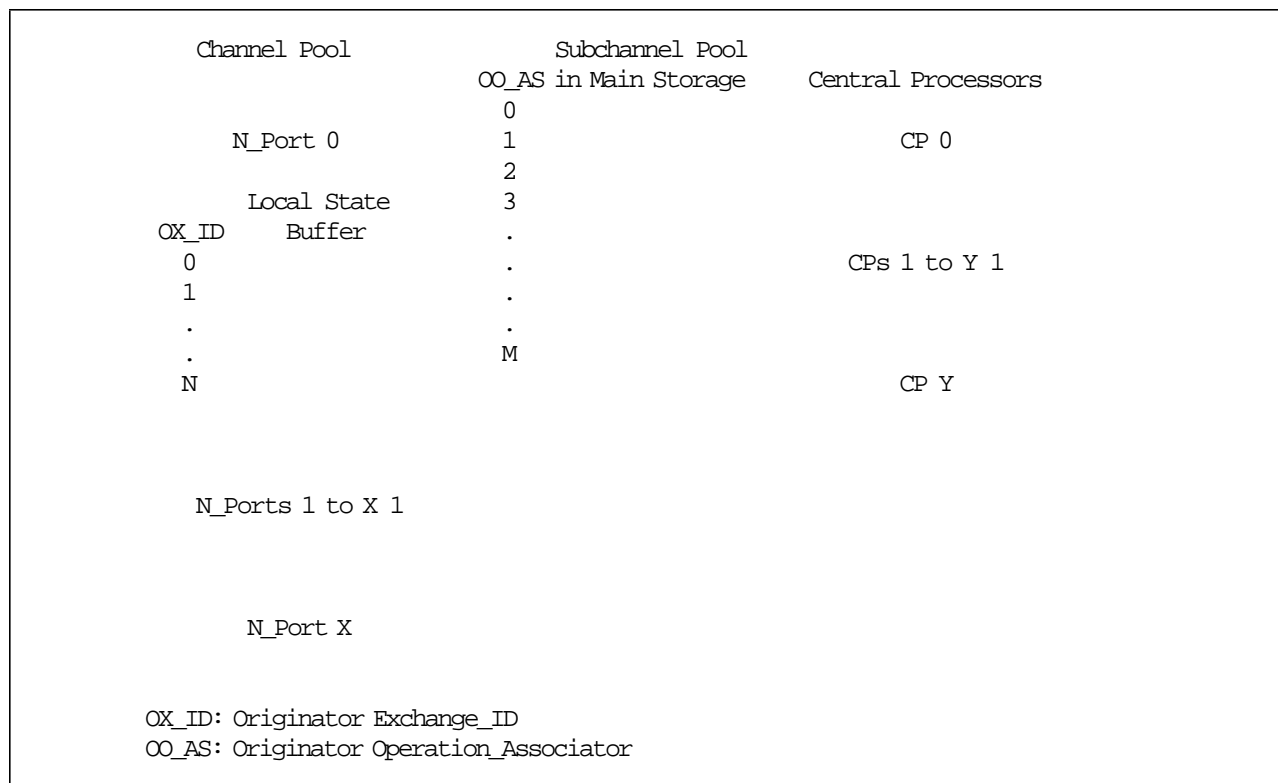 Channel Pool Subchannel Pool
OO_AS in Main Storage Central Processors
0
N_Port 0 1 CP 0
2
Local State 3
OX_ID Buffer .
0 . CPs 1 to Y 1
1 .
. .
. M
N CP Y
N_Ports 1 to X 1
N_Port X
OX_ID: Originator Exchange_ID
OO_AS: Originator Operation_Associator